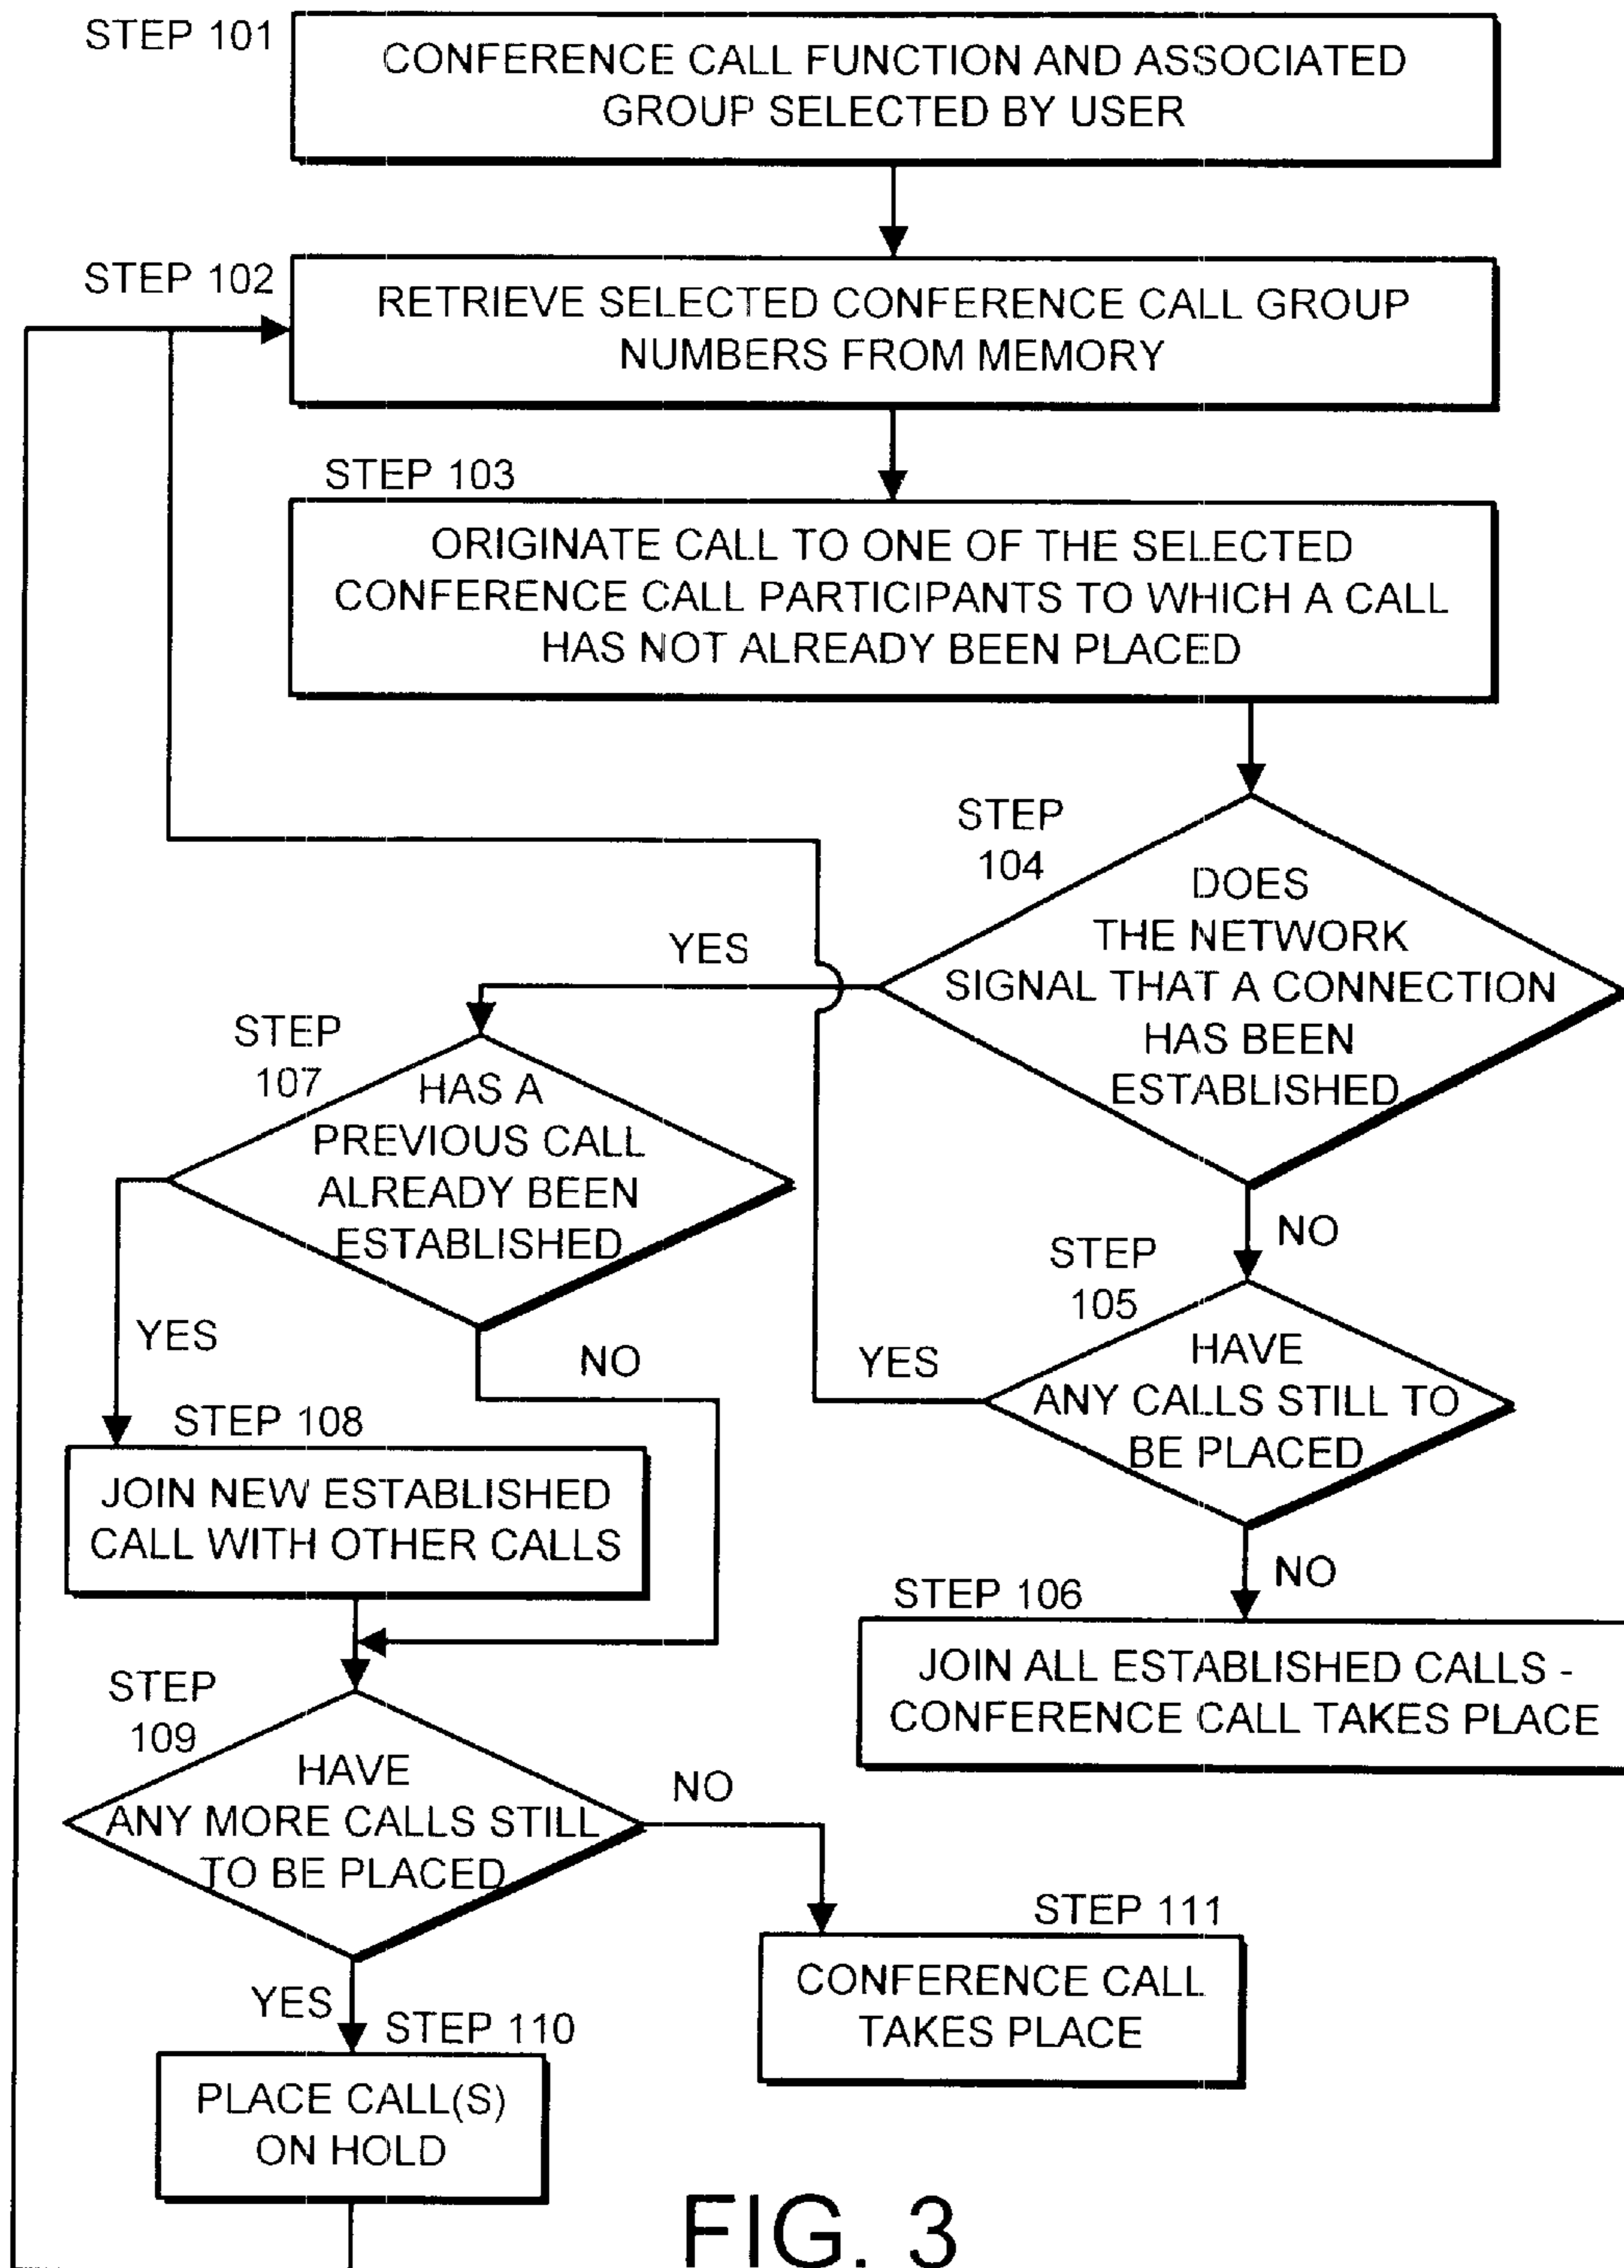 STEP 101
CONFERENCE CALL FUNCTION AND ASSOCIATED
GROUP SELECTED BY USER
STEP 102
RETRIEVE SELECTED CONFERENCE CALL GROUP
NUMBERS FROM MEMORY
STEP 103
ORIGINATE CALL TO ONE OF THE SELECTED
CONFERENCE CALL PARTICIPANTS TO WHICH A CALL
HAS NOT ALREADY BEEN PLACED
STEP
104
DOES
THE NETWORK
SIGNAL THAT A CONNECTION
HAS BEEN
ESTABLISHED
YES
NO
STEP
107
HAS A
PREVIOUS CALL
ALREADY BEEN
ESTABLISHED
YES
NO
STEP
105
HAVE
ANY CALLS STILL TO
BE PLACED
YES
NO
STEP 108
JOIN NEW ESTABLISHED
CALL WITH OTHER CALLS
STEP 106
JOIN ALL ESTABLISHED CALLS -
CONFERENCE CALL TAKES PLACE
STEP
109
HAVE
ANY MORE CALLS STILL
TO BE PLACED
NO
YES
STEP 111
CONFERENCE CALL
TAKES PLACE
STEP 110
PLACE CALL(S)
ON HOLD
FIG. 3